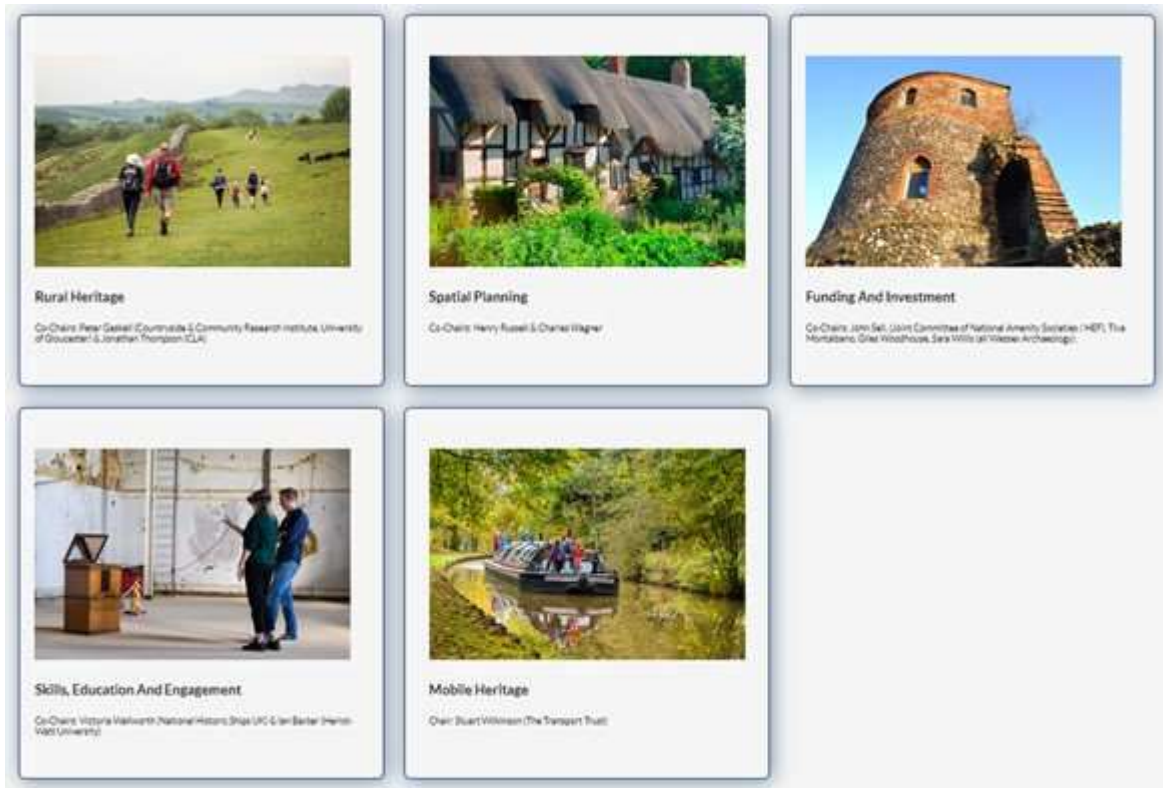 Rural Heritage
Co-Chairs: Peter Gaskell (Countryside & Community Research Institute, University
of Gloucester) & Jonathan Thompson (CLA)
Spatial Planning
Co-Chairs: Henry Russell & Charles Wagner
Funding And Investment
Co-Chairs: John Sell, (Joint Committee of National Amenity Societies / HEF),
Giles Woodhouse, Sara Willis (all Wessex Archaeology)
Skills, Education And Engagement
Co-Chairs: Victoria Wallworth (National Historic Ships UK) & Ian Baxter (Heriot-
Watt University)
Mobile Heritage
Chair: Stuart Wilkinson (The Transport Trust)